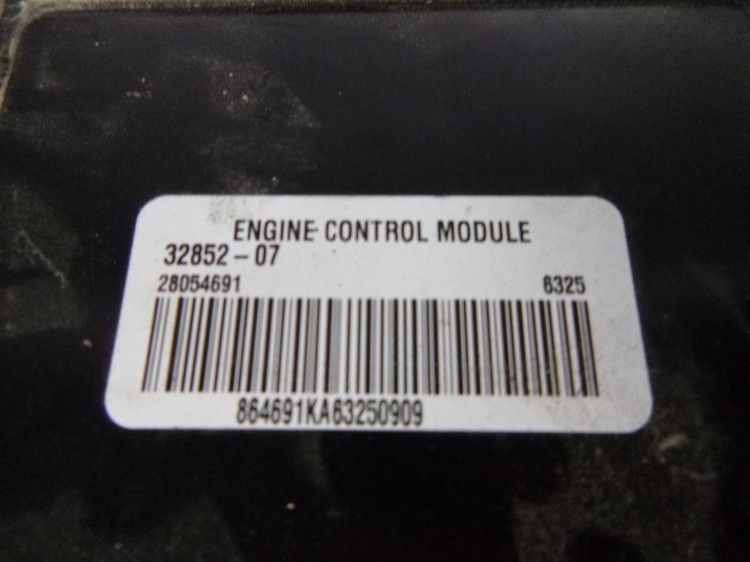 ENGINE CONTROL MODULE
32852-07
28054691 6325
864691KA63250909